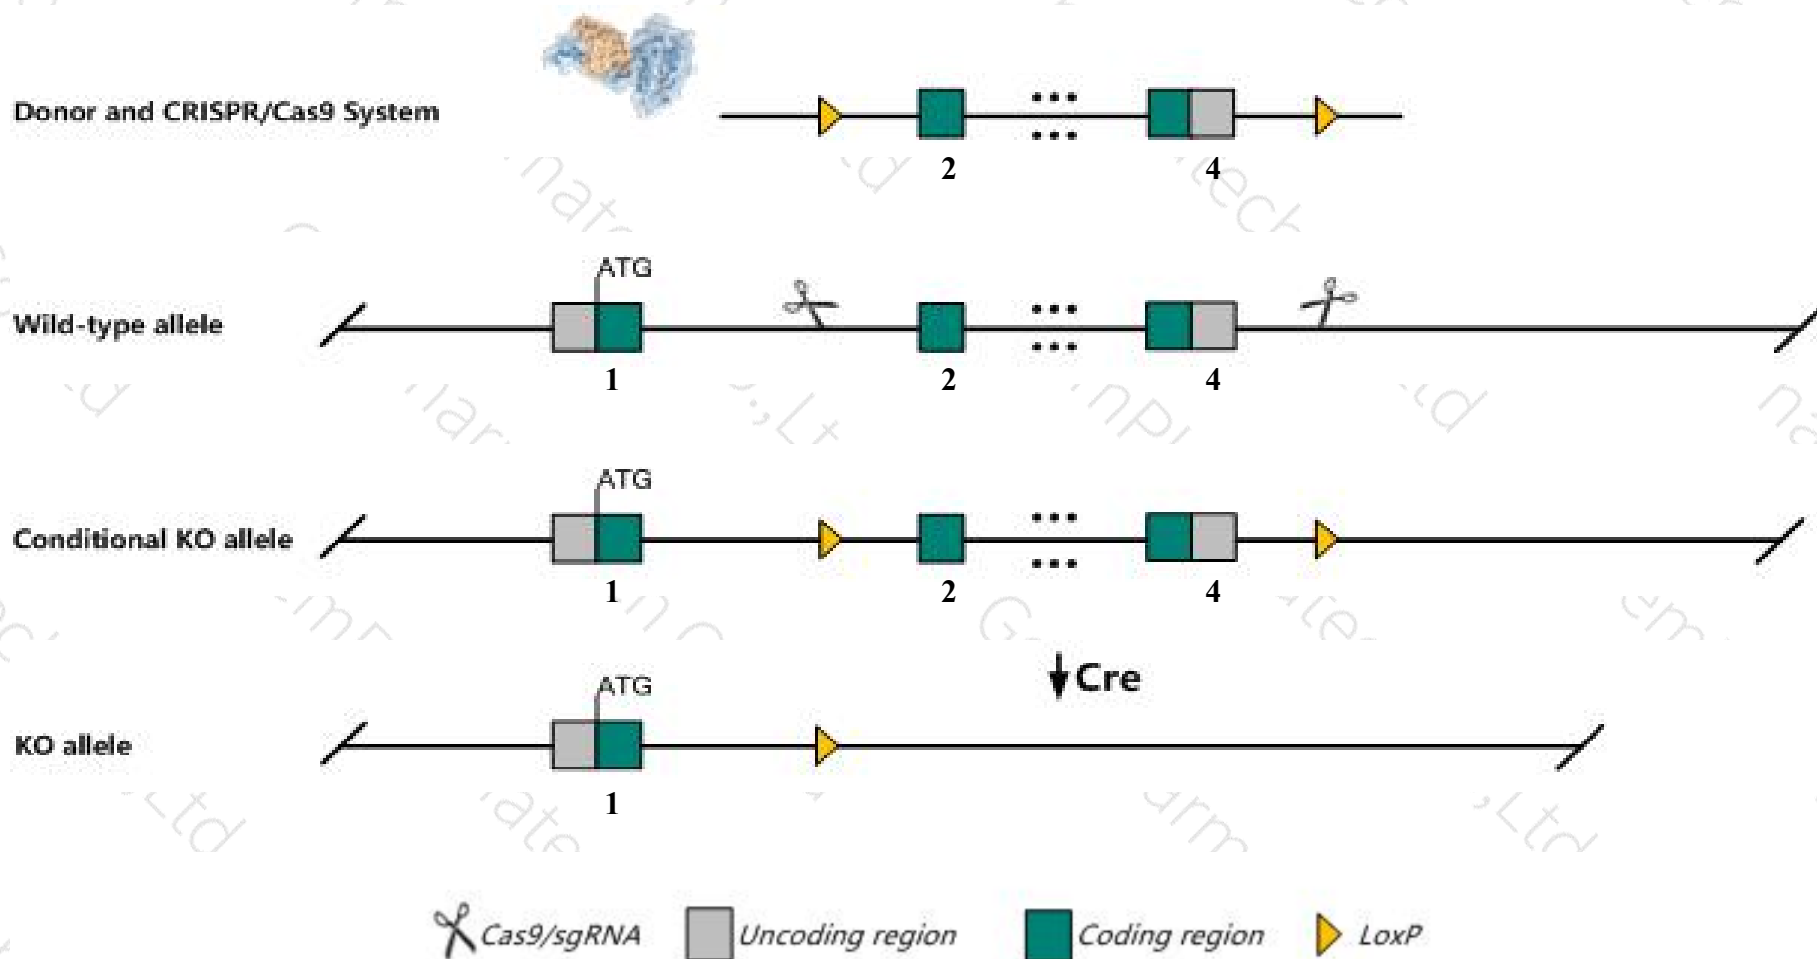 Donor and CRISPR/Cas9 System
2 4
ATG
Wild-type allele
1 2 4
ATG
Conditional KO allele
1 2 4
Cre
ATG
KO allele
1
Cas9/sgRNA Uncoding region Coding region LoxP